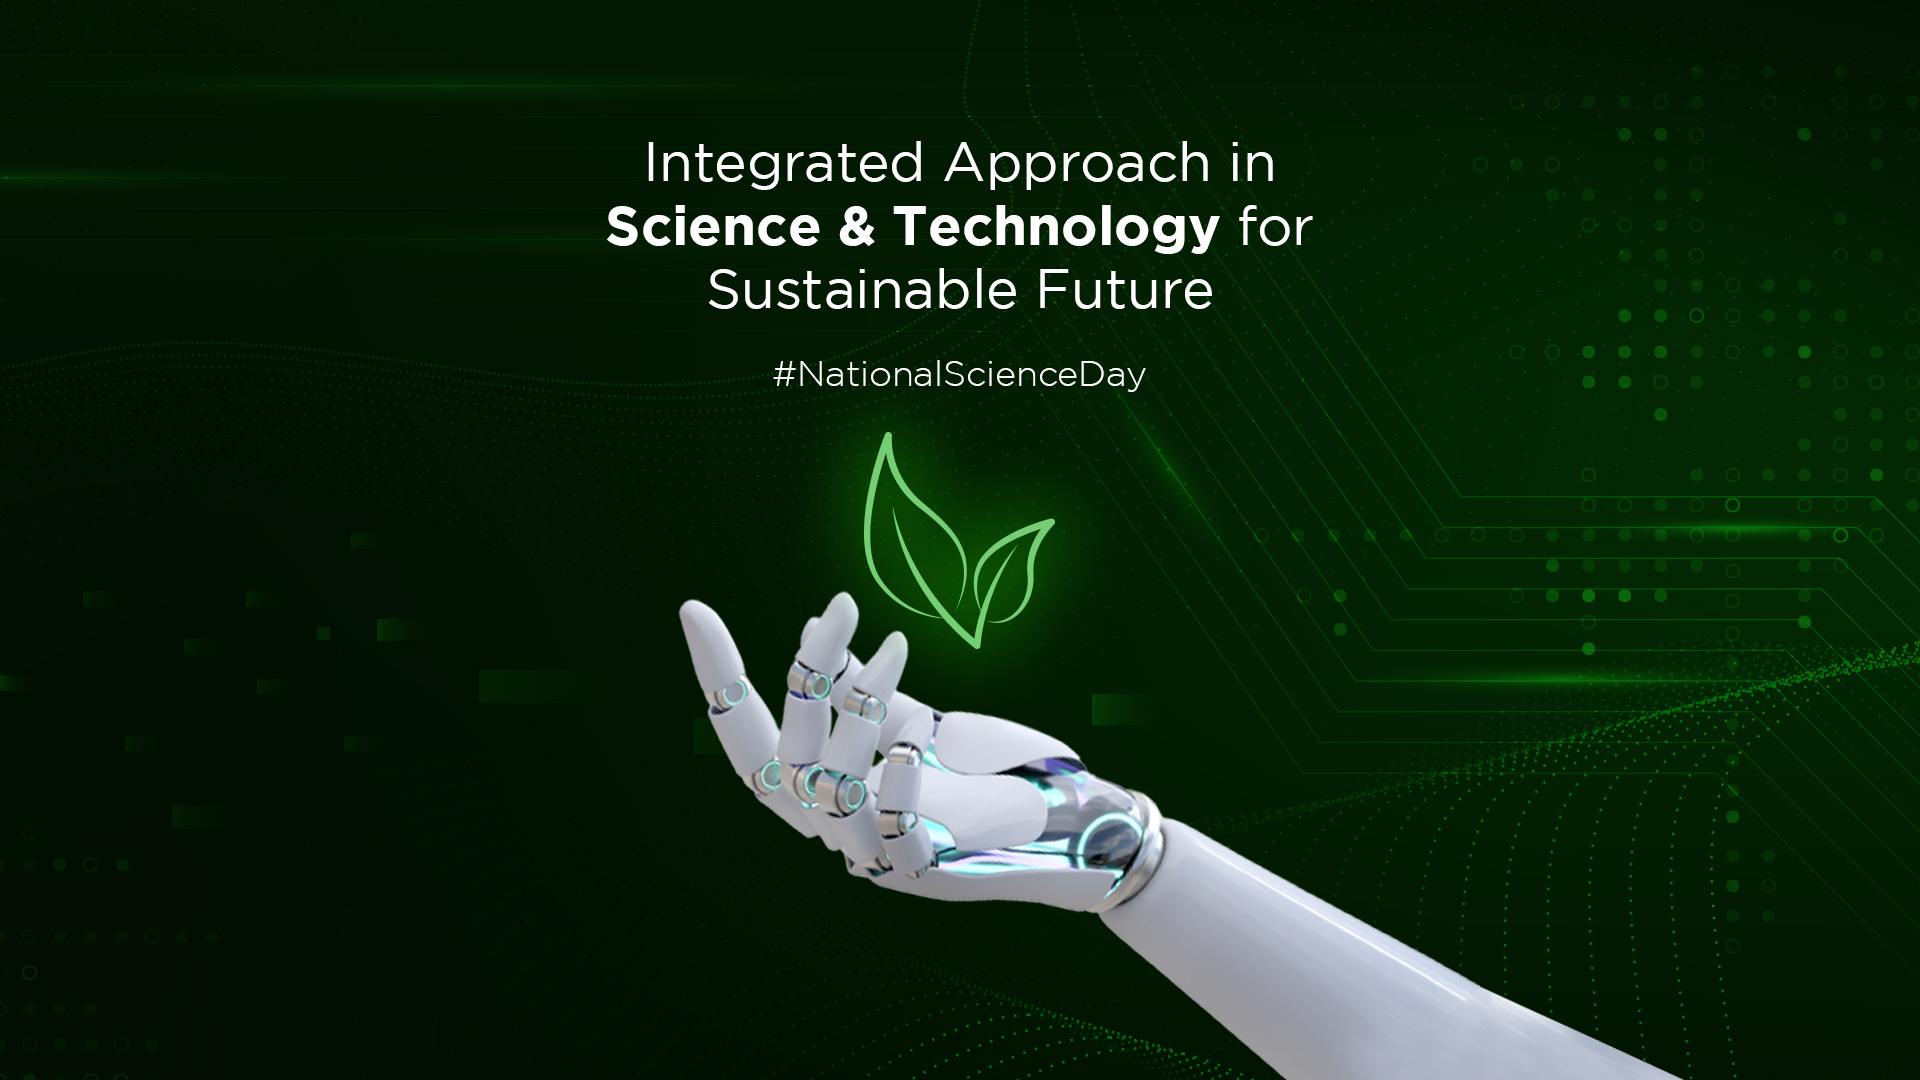 Integrated Approach in
Science & Technology for
Sustainable Future
#NationalScienceDay